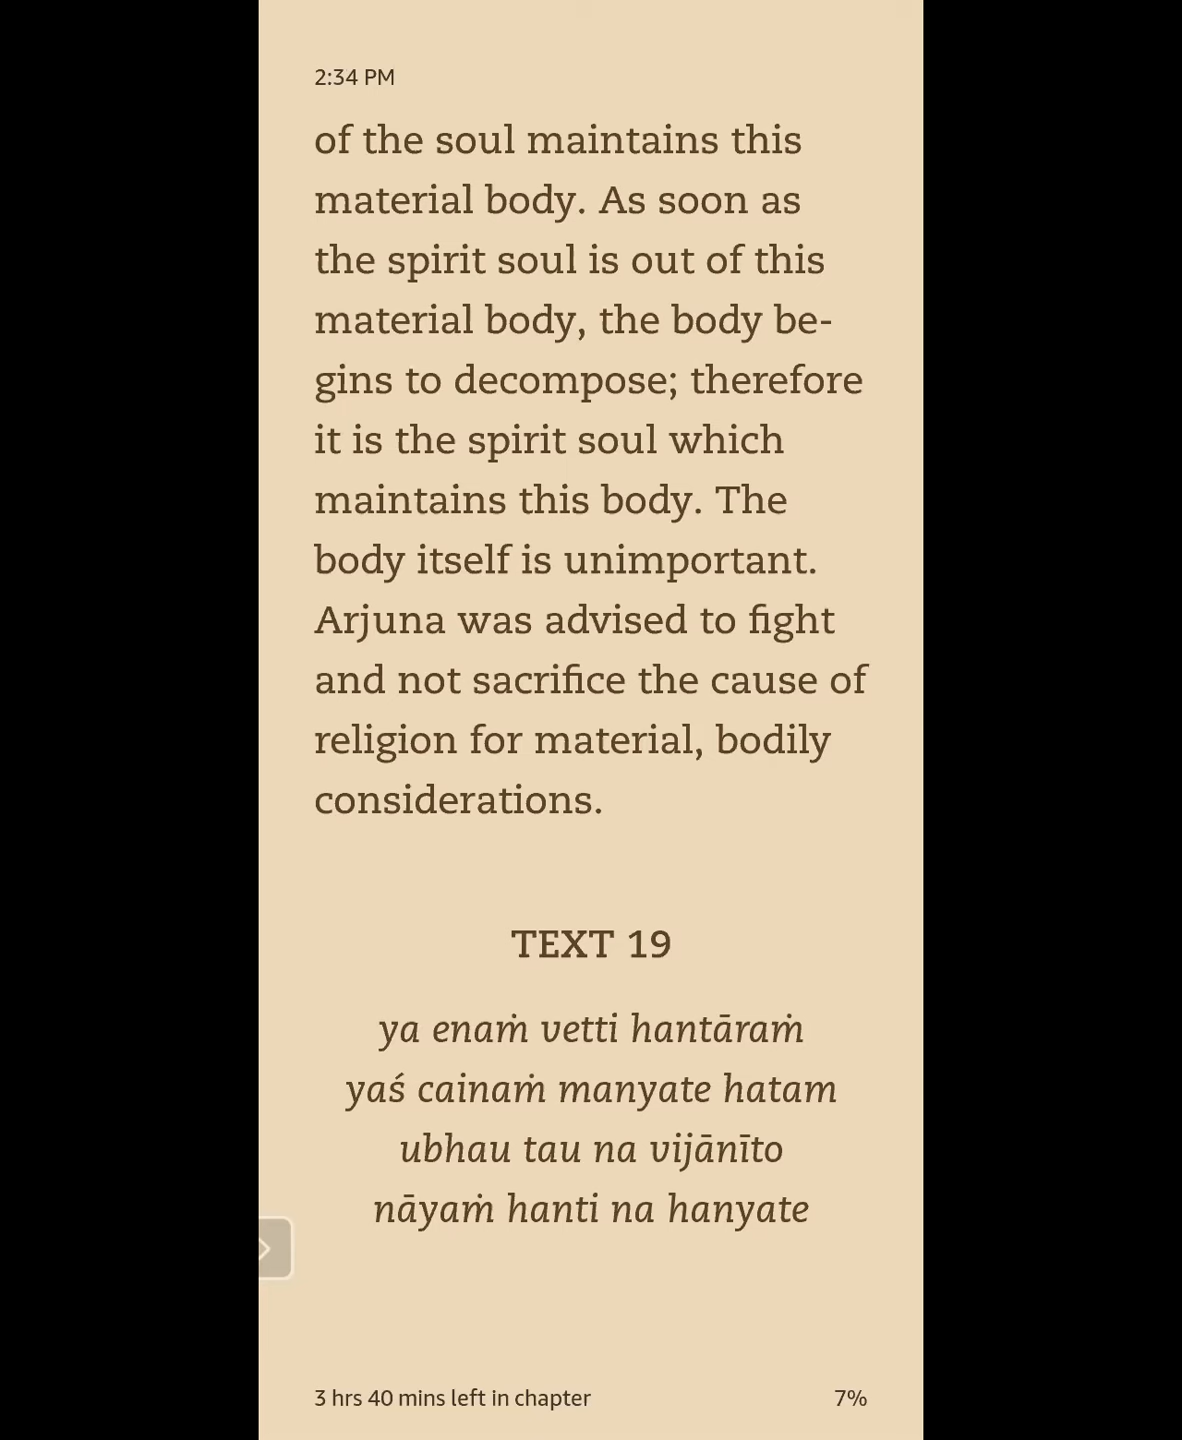 2:34 PM
of the soul maintains this
material body. As soon as
the spirit soul is out of this
material body, the body be-
gins to decompose; therefore
it is the spirit soul which
maintains this body. The
body itself is unimportant.
Arjuna was advised to fight
and not sacrifice the cause of
religion for material, bodily
considerations.
TEXT 19
ya enaṁ vetti hantāraṁ
yaś cainaṁ manyate hatam
ubhau tau na vijānīto
nāyaṁ hanti na hanyate
3 hrs 40 mins left in chapter 7%